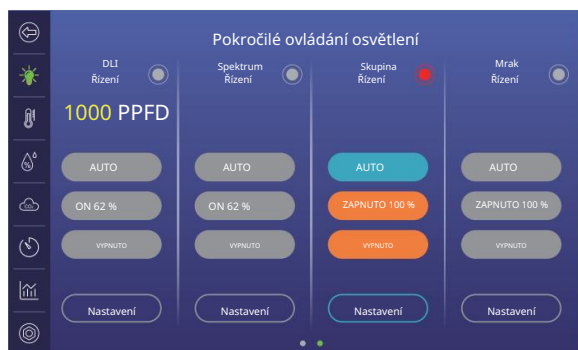 Pokročilé ovládání osvětlení
DLI
Řízení
Spektrum
Řízení
Skupina
Řízení
Mrak
Řízení
1000 PPFD
AUTO
AUTO
AUTO
AUTO
ON 62 %
ON 62 %
ZAPNUTO 100 %
ZAPNUTO 100 %
VYPNUTO
VYPNUTO
VYPNUTO
VYPNUTO
Nastavení
Nastavení
Nastavení
Nastavení
%
CO₂